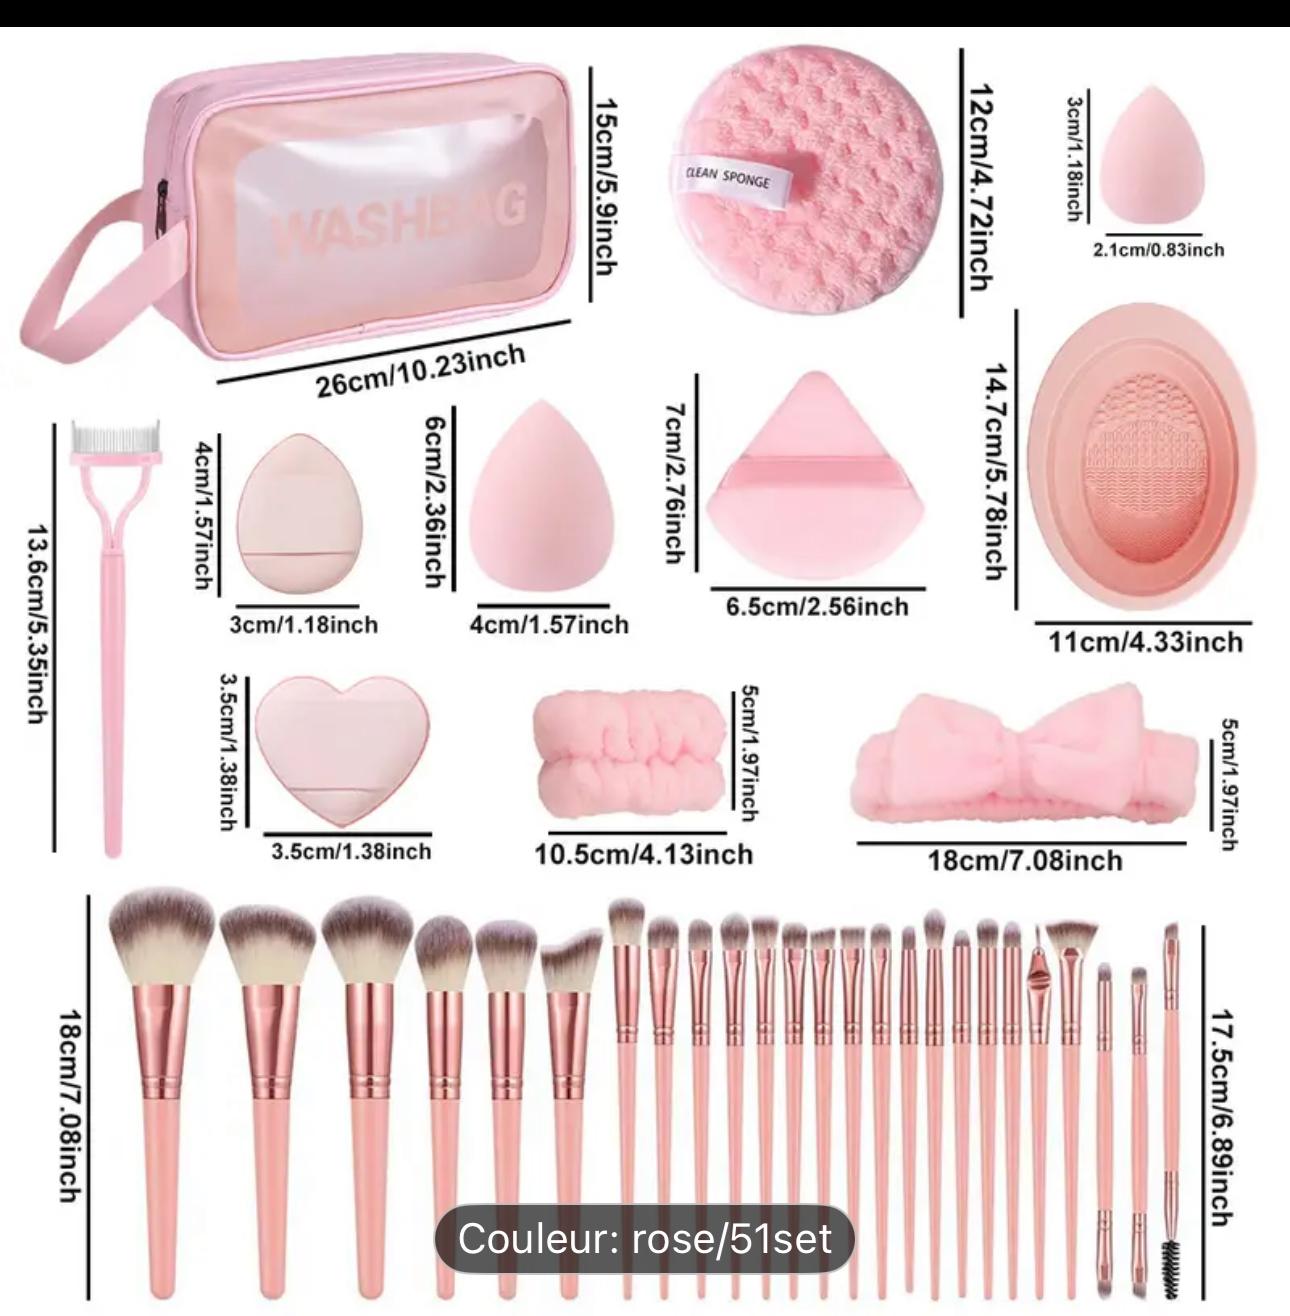 WASHBAG
15cm/5.9inch
26cm/10.23inch
CLEAN SPONGE
12cm/4.72inch
3cm/1.18inch
2.1cm/0.83inch
13.6cm/5.35inch
4cm/1.57inch
3cm/1.18inch
6cm/2.36inch
4cm/1.57inch
7cm/2.76inch
6.5cm/2.56inch
14.7cm/5.78inch
11cm/4.33inch
3.5cm/1.38inch
3.5cm/1.38inch
5cm/1.97inch
10.5cm/4.13inch
5cm/1.97inch
18cm/7.08inch
18cm/7.08inch
17.5cm/6.89inch
Couleur: rose/51set